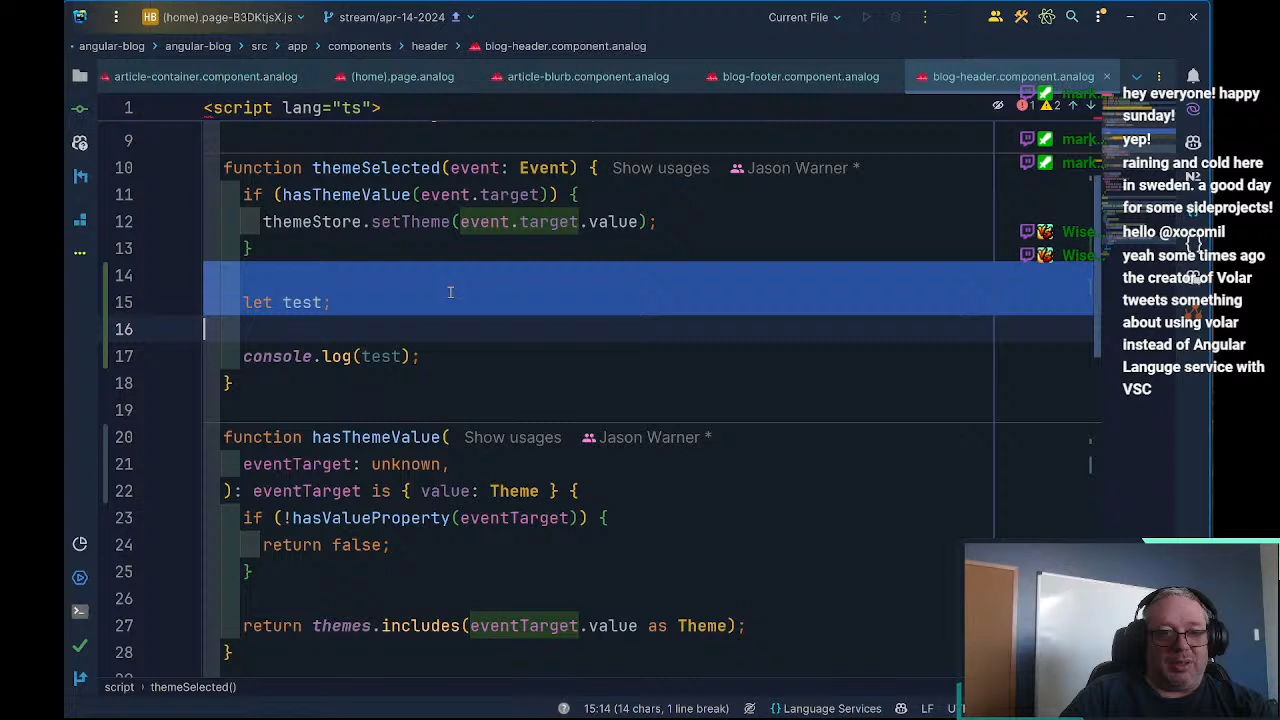 HB (home).page-B3DKtjsX.js
stream/apr-14-2024
Current File
angular-blog › angular-blog › src › app › components › header › blog-header.component.analog
article-container.component.analog
(home).page.analog
article-blurb.component.analog
blog-footer.component.analog
blog-header.component.analog
1 <script lang="ts">
1 2
9
10 function themeSelected(event: Event) { Show usages Jason Warner *
11 if (hasThemeValue(event.target)) {
12 themeStore.setTheme(event.target.value);
13 }
14
15 let test;
16
17 console.log(test);
18 }
19
20 function hasThemeValue( Show usages Jason Warner *
21 eventTarget: unknown,
22 ): eventTarget is { value: Theme } {
23 if (!hasValueProperty(eventTarget)) {
24 return false;
25 }
26
27 return themes.includes(eventTarget.value as Theme);
28 }
script › themeSelected()
15:14 (14 chars, 1 line break)
{} Language Services
LF
mark... hey everyone! happy
sunday!
mark... yep!
mark... raining and cold here
in sweden. a good day
for some sideprojects!
Wise hello @xocomil
Wise yeah some times ago
the creator of Volar
tweets something
about using volar
instead of Angular
Languge service with
VSC